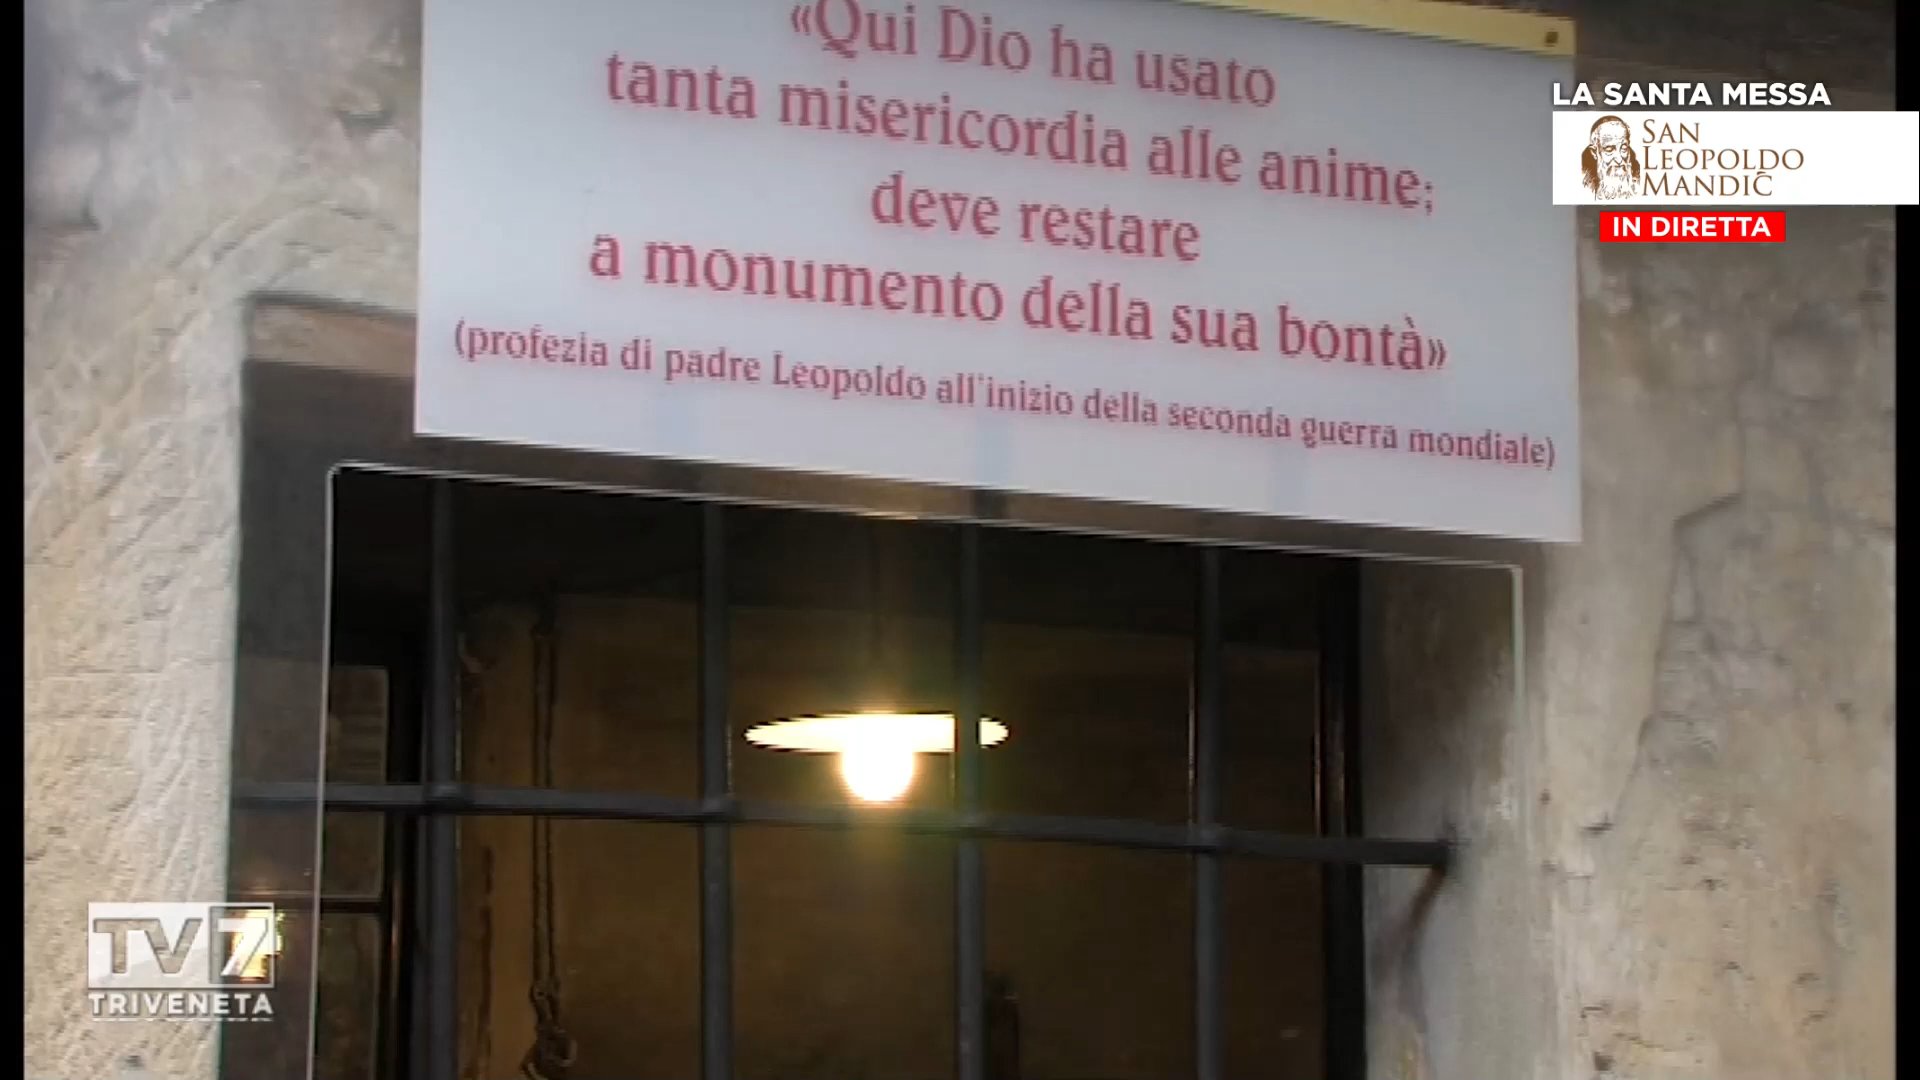 «Qui Dio ha usato
tanta misericordia alle anime;
deve restare
a monumento della sua bontà»
(profezia di padre Leopoldo all'inizio della seconda guerra mondiale)
LA SANTA MESSA
SAN
LEOPOLDO
MANDIĆ
IN DIRETTA
TV7
TRIVENETA